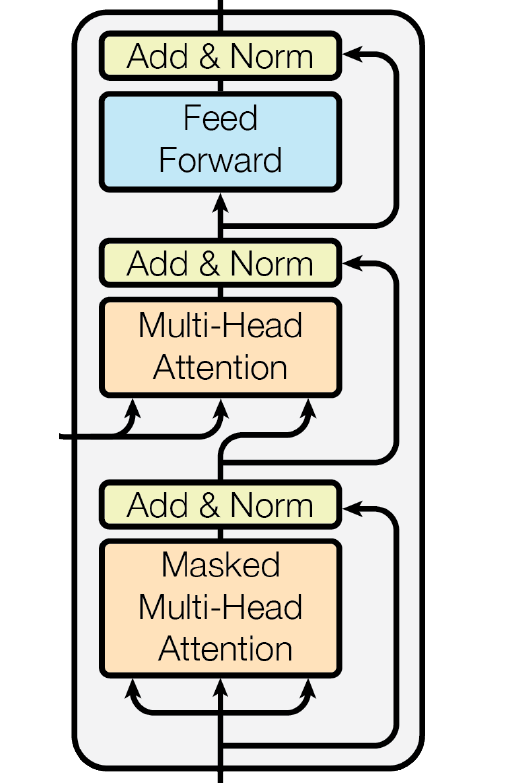 Add & Norm
Feed
Forward
Add & Norm
Multi-Head
Attention
Add & Norm
Masked
Multi-Head
Attention